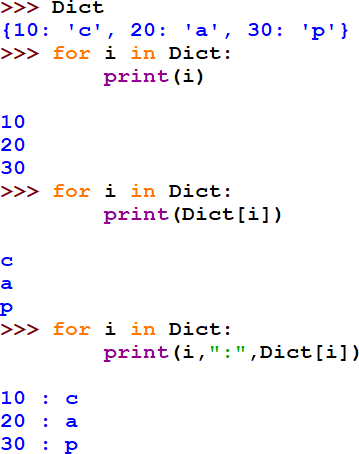 >>> Dict
{10: 'c', 20: 'a', 30: 'p'}
>>> for i in Dict:
        print(i)

10
20
30
>>> for i in Dict:
        print(Dict[i])

c
a
p
>>> for i in Dict:
        print(i,":",Dict[i])

10 : c
20 : a
30 : p